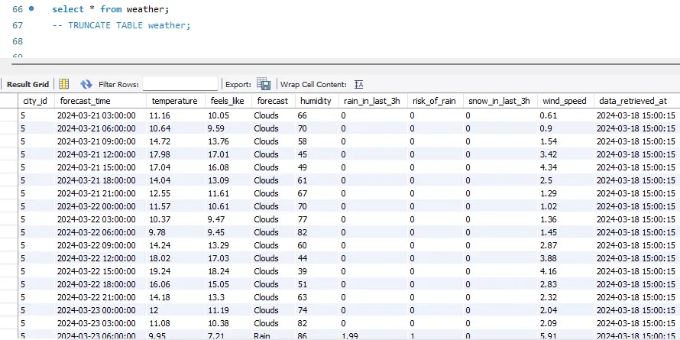 66 select * from weather;
67 -- TRUNCATE TABLE weather;
68
69
Result Grid Filter Rows: Export: Wrap Cell Content:
city_id forecast_time temperature feels_like forecast humidity rain_in_last_3h risk_of_rain snow_in_last_3h wind_speed data_retrieved_at
5 2024-03-21 03:00:00 11.16 10.05 Clouds 66 0 0 0 0.61 2024-03-18 15:00:15
5 2024-03-21 06:00:00 10.64 9.59 Clouds 70 0 0 0 0.9 2024-03-18 15:00:15
5 2024-03-21 09:00:00 14.72 13.76 Clouds 58 0 0 0 1.54 2024-03-18 15:00:15
5 2024-03-21 12:00:00 17.98 17.01 Clouds 45 0 0 0 3.42 2024-03-18 15:00:15
5 2024-03-21 15:00:00 17.04 16.08 Clouds 49 0 0 0 4.34 2024-03-18 15:00:15
5 2024-03-21 18:00:00 14.04 13.09 Clouds 61 0 0 0 2.5 2024-03-18 15:00:15
5 2024-03-21 21:00:00 12.55 11.61 Clouds 67 0 0 0 1.29 2024-03-18 15:00:15
5 2024-03-22 00:00:00 11.57 10.61 Clouds 70 0 0 0 1.02 2024-03-18 15:00:15
5 2024-03-22 03:00:00 10.37 9.47 Clouds 77 0 0 0 1.36 2024-03-18 15:00:15
5 2024-03-22 06:00:00 9.78 9.45 Clouds 82 0 0 0 1.45 2024-03-18 15:00:15
5 2024-03-22 09:00:00 14.24 13.29 Clouds 60 0 0 0 2.87 2024-03-18 15:00:15
5 2024-03-22 12:00:00 18.02 17.03 Clouds 44 0 0 0 3.88 2024-03-18 15:00:15
5 2024-03-22 15:00:00 19.24 18.24 Clouds 39 0 0 0 4.16 2024-03-18 15:00:15
5 2024-03-22 18:00:00 16.06 15.05 Clouds 51 0 0 0 2.83 2024-03-18 15:00:15
5 2024-03-22 21:00:00 14.18 13.3 Clouds 63 0 0 0 2.32 2024-03-18 15:00:15
5 2024-03-23 00:00:00 12 11.19 Clouds 74 0 0 0 2.04 2024-03-18 15:00:15
5 2024-03-23 03:00:00 11.08 10.38 Clouds 82 0 0 0 2.09 2024-03-18 15:00:15
5 2024-03-23 06:00:00 9.95 7.21 Rain 86 1.99 1 0 5.91 2024-03-18 15:00:15